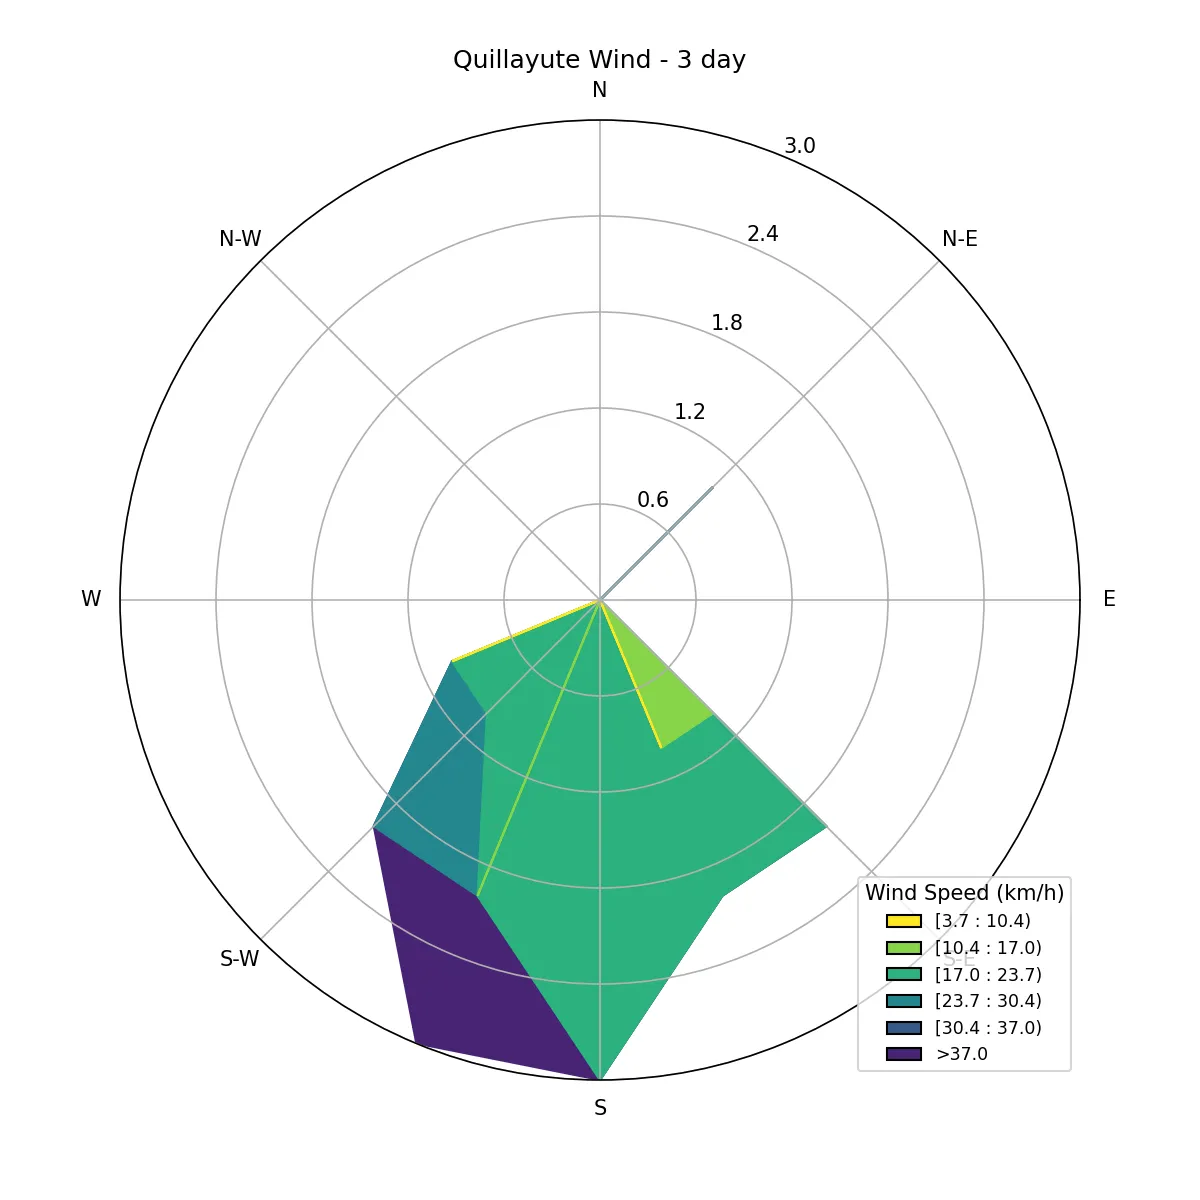 Quillayute Wind - 3 day
N
3.0
N-W
2.4
N-E
1.8
1.2
0.6
W
E
S-W
S-E
S
Wind Speed (km/h)
[3.7 : 10.4)
[10.4 : 17.0)
[17.0 : 23.7)
[23.7 : 30.4)
[30.4 : 37.0)
>37.0